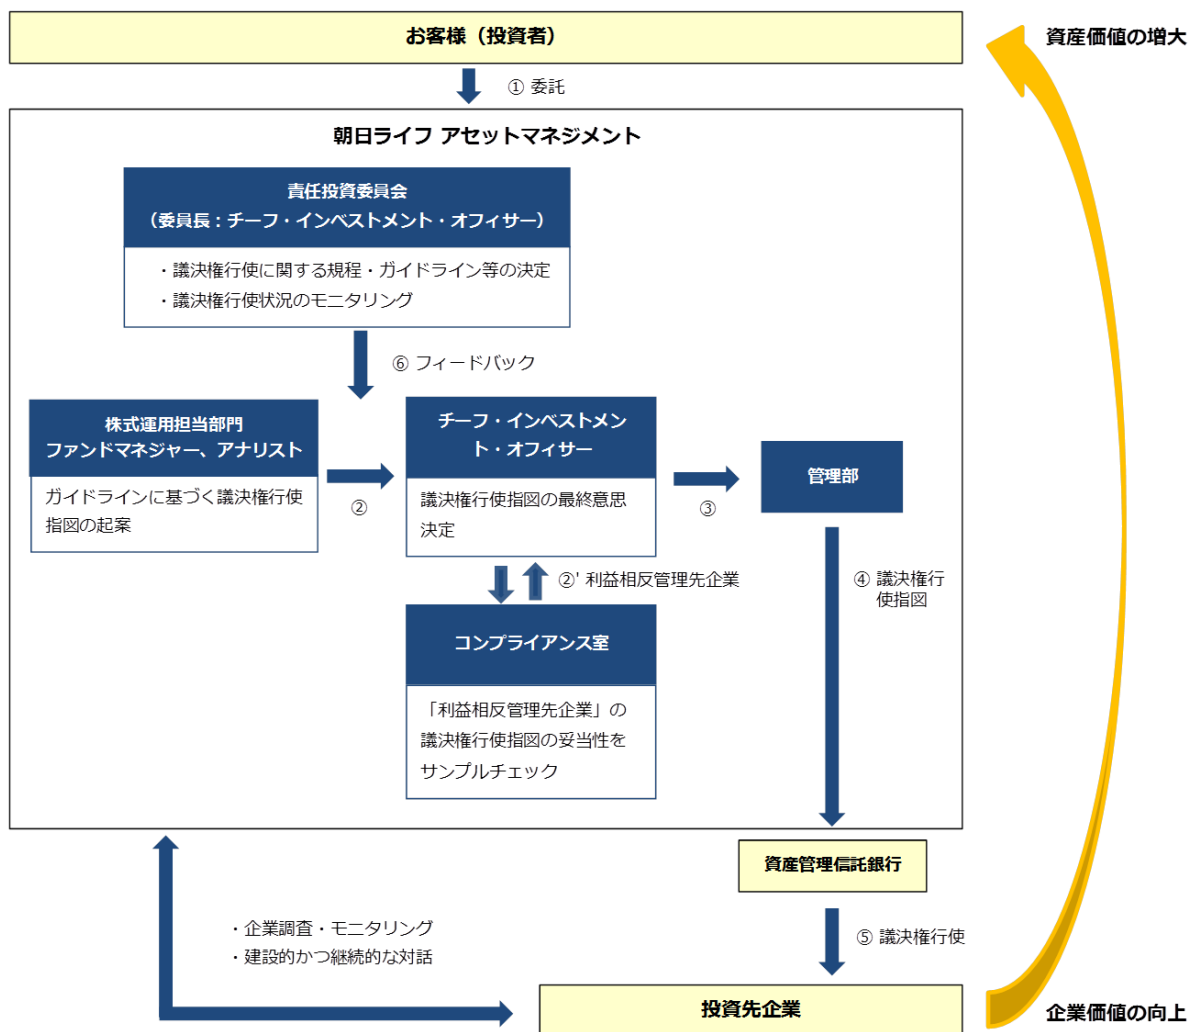 お客様（投資者）
資産価値の増大
① 委託
朝日ライフ アセットマネジメント
責任投資委員会
（委員長：チーフ・インベストメント・オフィサー）
・議決権行使に関する規程・ガイドライン等の決定
・議決権行使状況のモニタリング
⑥ フィードバック
株式運用担当部門
ファンドマネジャー、アナリスト
ガイドラインに基づく議決権行使
指図の起案
②
チーフ・インベストメン
ト・オフィサー
議決権行使指図の最終意思
決定
③
管理部
②' 利益相反管理先企業
コンプライアンス室
「利益相反管理先企業」の
議決権行使指図の妥当性を
サンプルチェック
④ 議決権行
使指図
資産管理信託銀行
・企業調査・モニタリング
・建設的かつ継続的な対話
⑤ 議決権行使
投資先企業
企業価値の向上